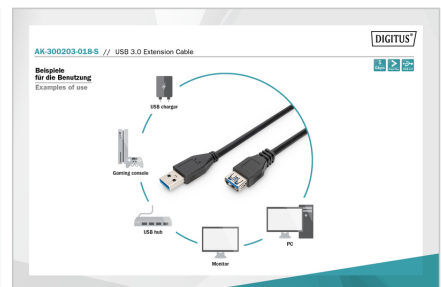 DIGITUS®
AK-300203-018-S // USB 3.0 Extension Cable
Beispiele
für die Benutzung
Examples of use
USB charger
Gaming console
USB hub
Monitor
PC